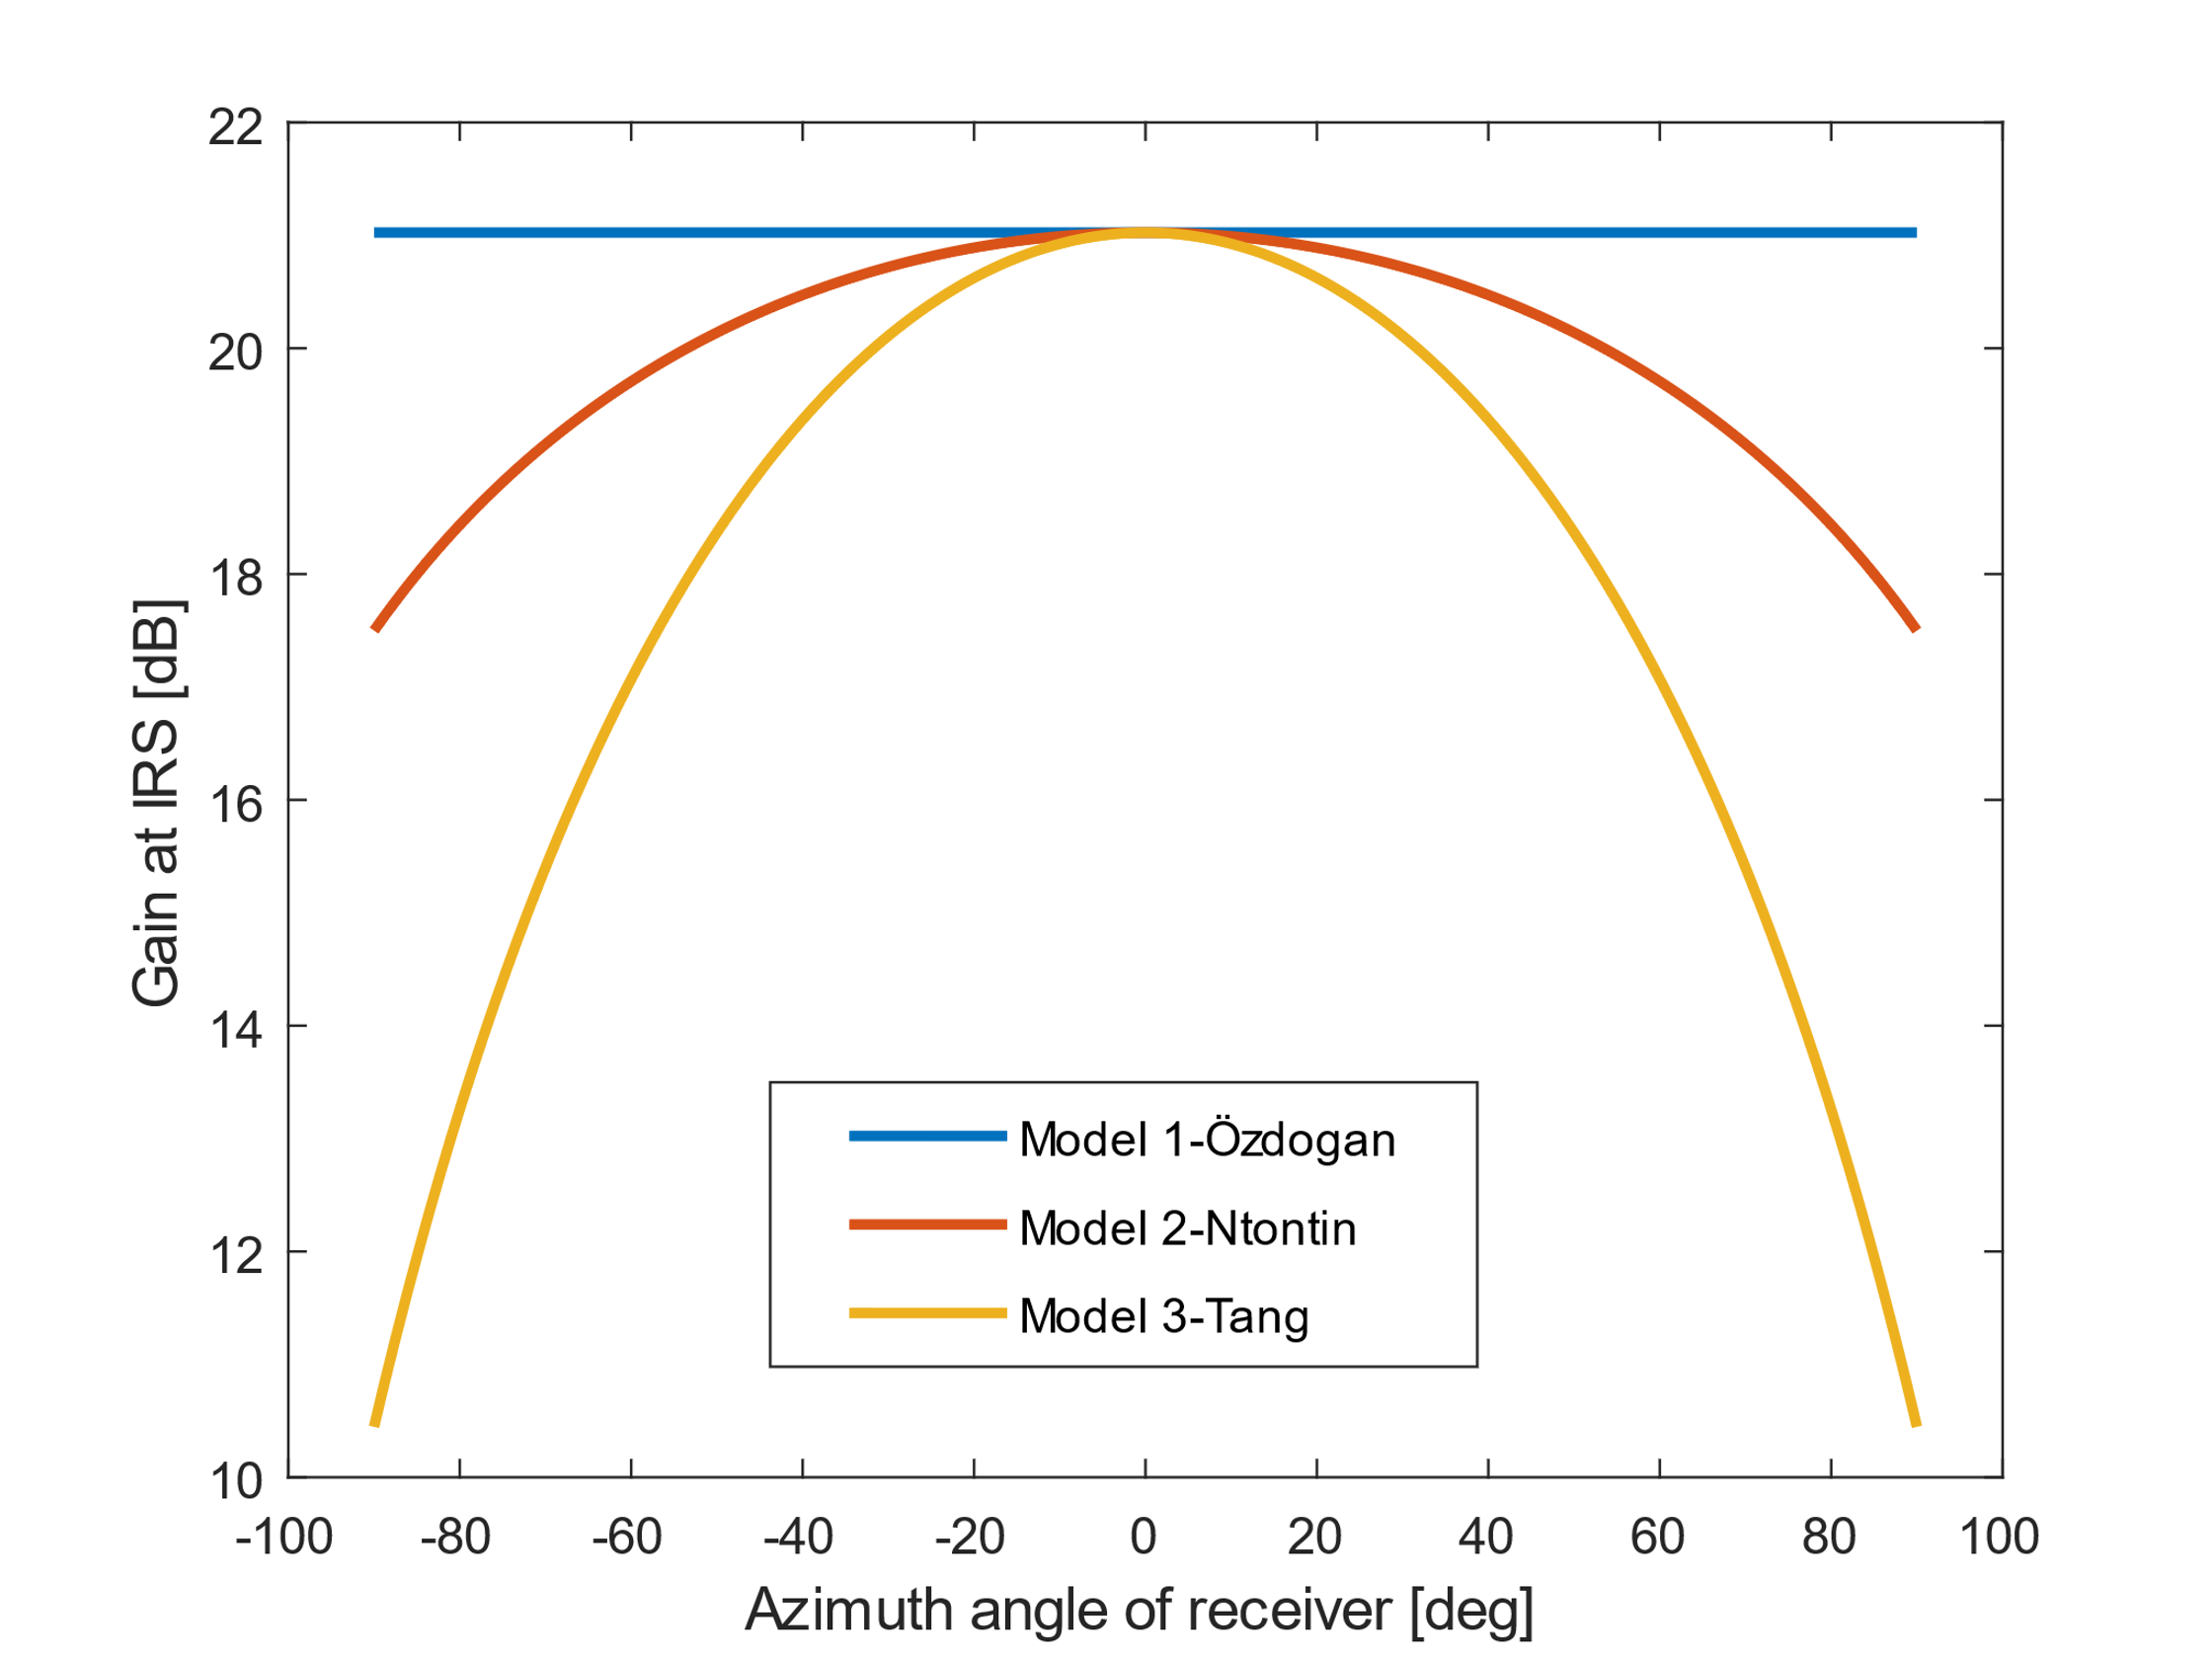 22
20
18
16
14
12
10
Gain at IRS [dB]
Model 1-Özdogan
Model 2-Ntontin
Model 3-Tang
-100 -80 -60 -40 -20 0 20 40 60 80 100
Azimuth angle of receiver [deg]